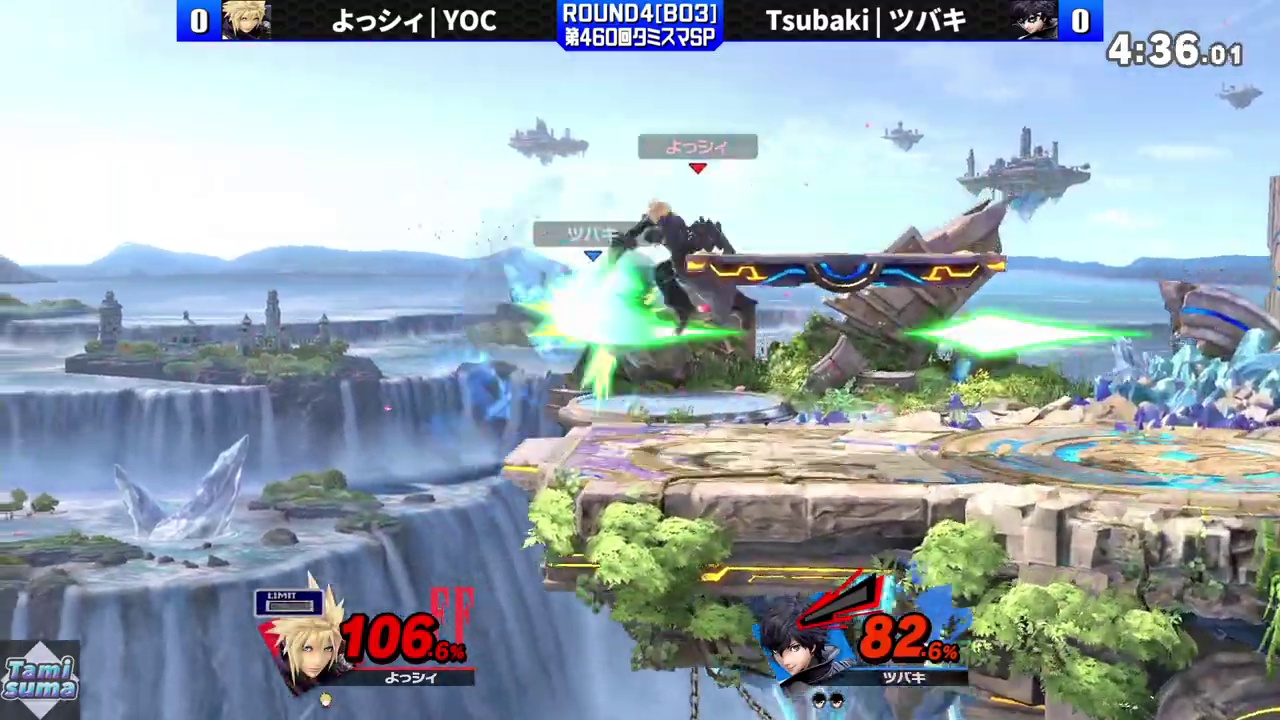 0
よっシィ | YOC
ROUND4[BO3]
第460回タミスマSP
Tsubaki | ツバキ
0
4:36.01
よっシィ
ツバキ
LIMIT
106.6%
よっシィ
82.6%
ツバキ
Tami
suma